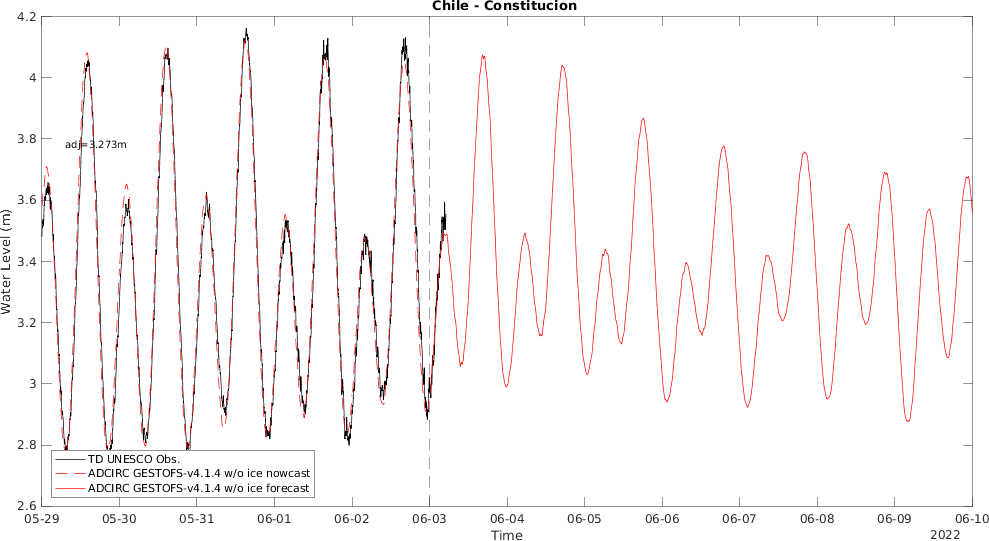 Chile - Constitucion
4.2
4
3.8
3.6
3.4
3.2
3
2.8
2.6
Water Level (m)
adj=3.273m
TD UNESCO Obs.
ADCIRC GESTOFS-v4.1.4 w/o ice nowcast
ADCIRC GESTOFS-v4.1.4 w/o ice forecast
05-29 05-30 05-31 06-01 06-02 06-03 06-04 06-05 06-06 06-07 06-08 06-09 06-10
Time
2022